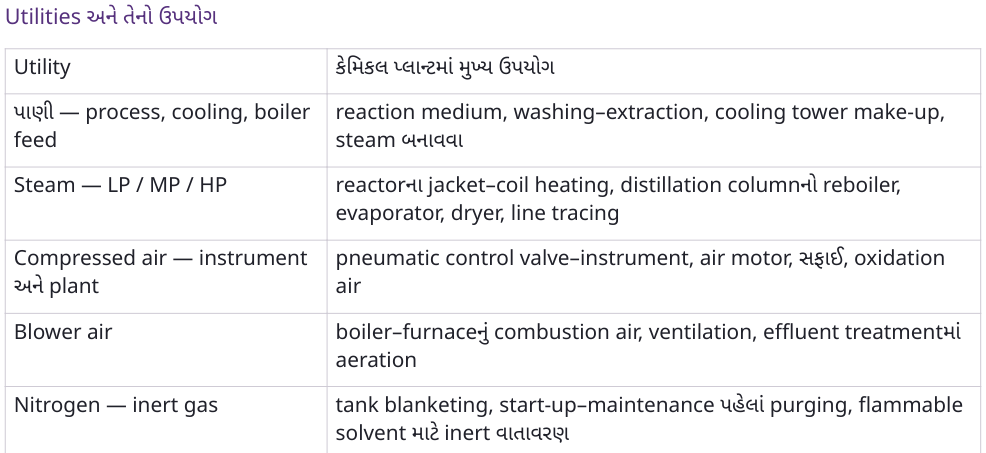 Utilities અને તેનો ઉપયોગ
Utility
કેમિકલ પ્લાન્ટમાં મુખ્ય ઉપયોગ
પાણી — process, cooling, boiler
feed
reaction medium, washing–extraction, cooling tower make-up,
steam બનાવવા
Steam — LP / MP / HP
reactorના jacket–coil heating, distillation columnનો reboiler,
evaporator, dryer, line tracing
Compressed air — instrument
અને plant
pneumatic control valve–instrument, air motor, સફાઈ, oxidation
air
Blower air
boiler–furnaceનું combustion air, ventilation, effluent treatmentમાં
aeration
Nitrogen — inert gas
tank blanketing, start-up–maintenance પહેલાં purging, flammable
solvent માટે inert વાતાવરણ